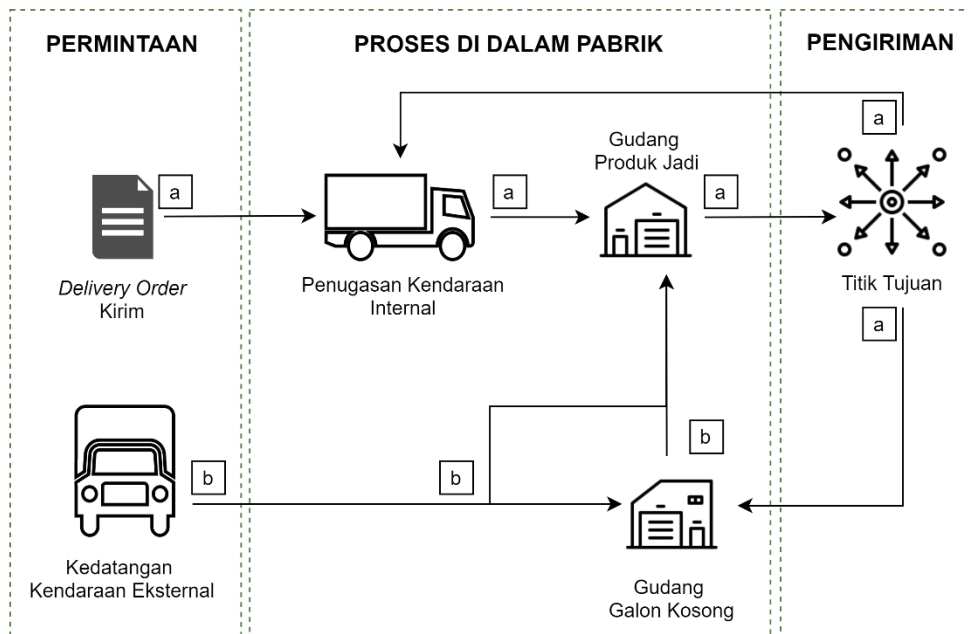 PERMINTAAN
PROSES DI DALAM PABRIK
PENGIRIMAN
a
Gudang
Produk Jadi
a
a
a
Delivery Order
Kirim
Penugasan Kendaraan
Internal
Titik Tujuan
a
b
b
b
Kedatangan
Kendaraan Eksternal
Gudang
Galon Kosong